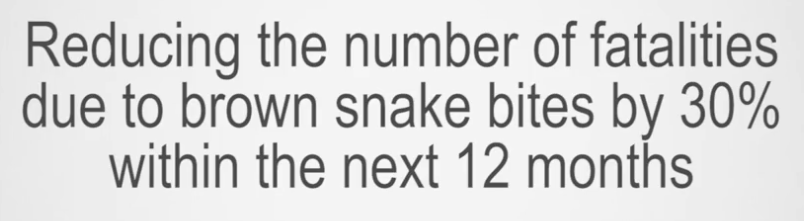 Reducing the number of fatalities
due to brown snake bites by 30%
within the next 12 months